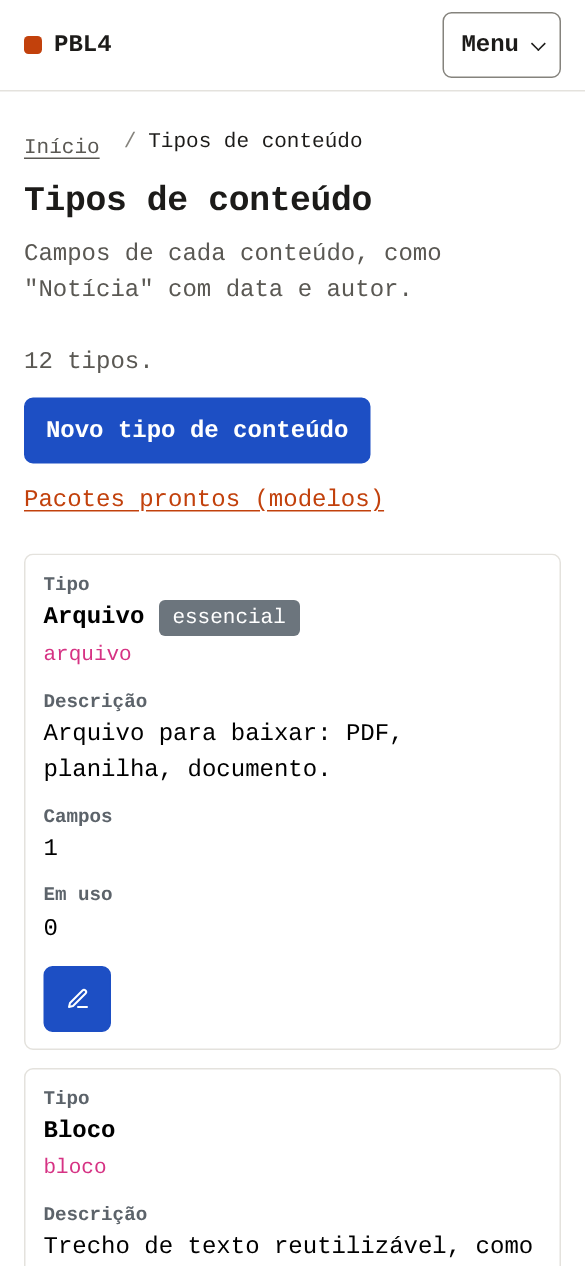 PBL4
Menu
Início / Tipos de conteúdo
Tipos de conteúdo
Campos de cada conteúdo, como
"Notícia" com data e autor.
12 tipos.
Novo tipo de conteúdo
Pacotes prontos (modelos)
Tipo
Arquivo essencial
arquivo
Descrição
Arquivo para baixar: PDF,
planilha, documento.
Campos
1
Em uso
0
Tipo
Bloco
bloco
Descrição
Trecho de texto reutilizável, como